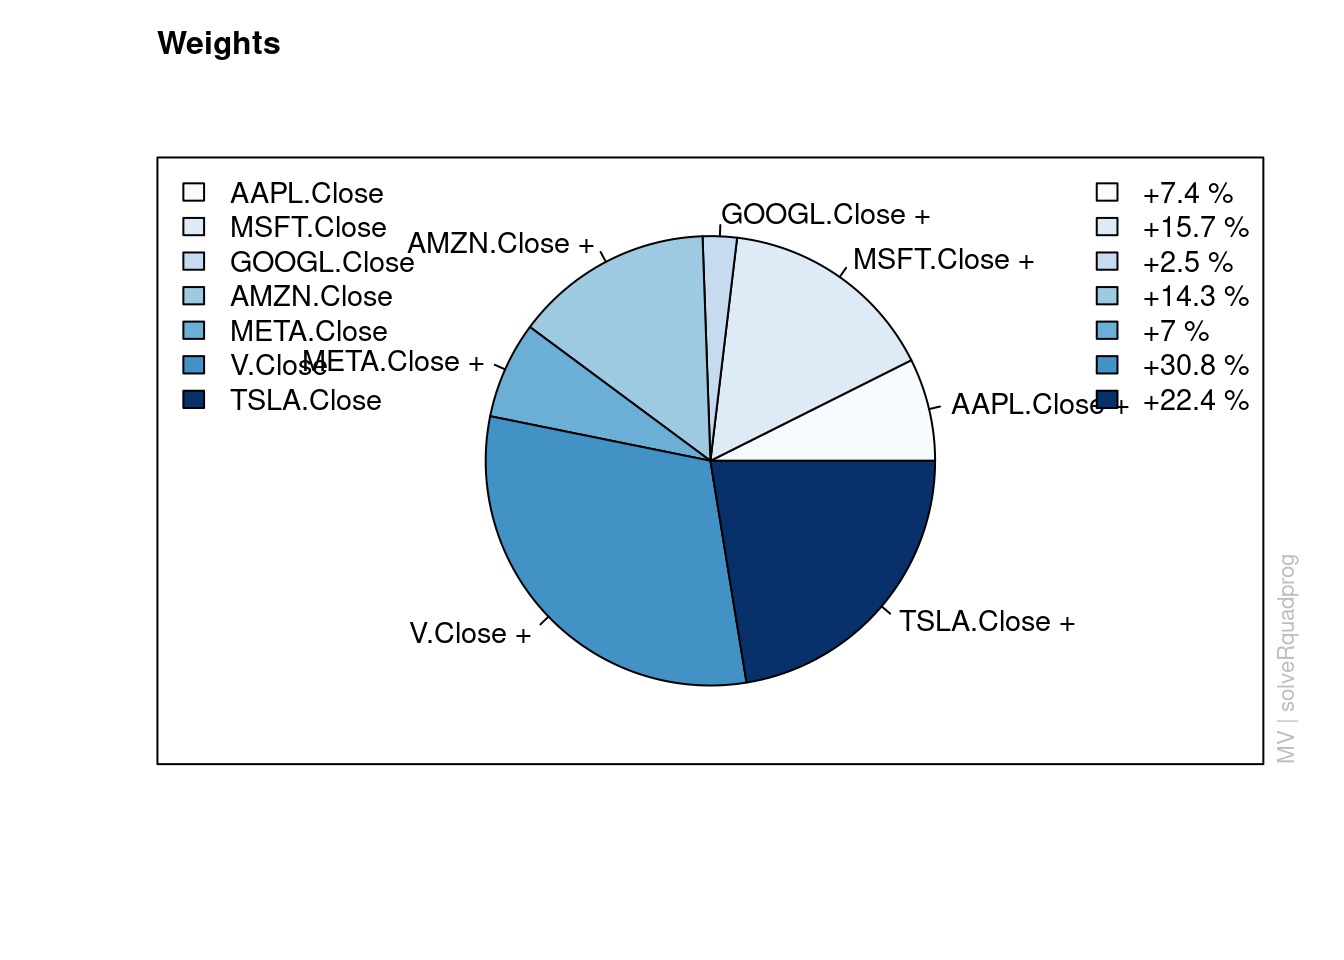 Weights
AAPL.Close
MSFT.Close
GOOGL.Close
AMZN.Close
META.Close
V.Close
TSLA.Close
GOOGL.Close +
AMZN.Close +
MSFT.Close +
META.Close +
AAPL.Close +
V.Close +
TSLA.Close +
+7.4 %
+15.7 %
+2.5 %
+14.3 %
+7 %
+30.8 %
+22.4 %
MV | solveRquadprog